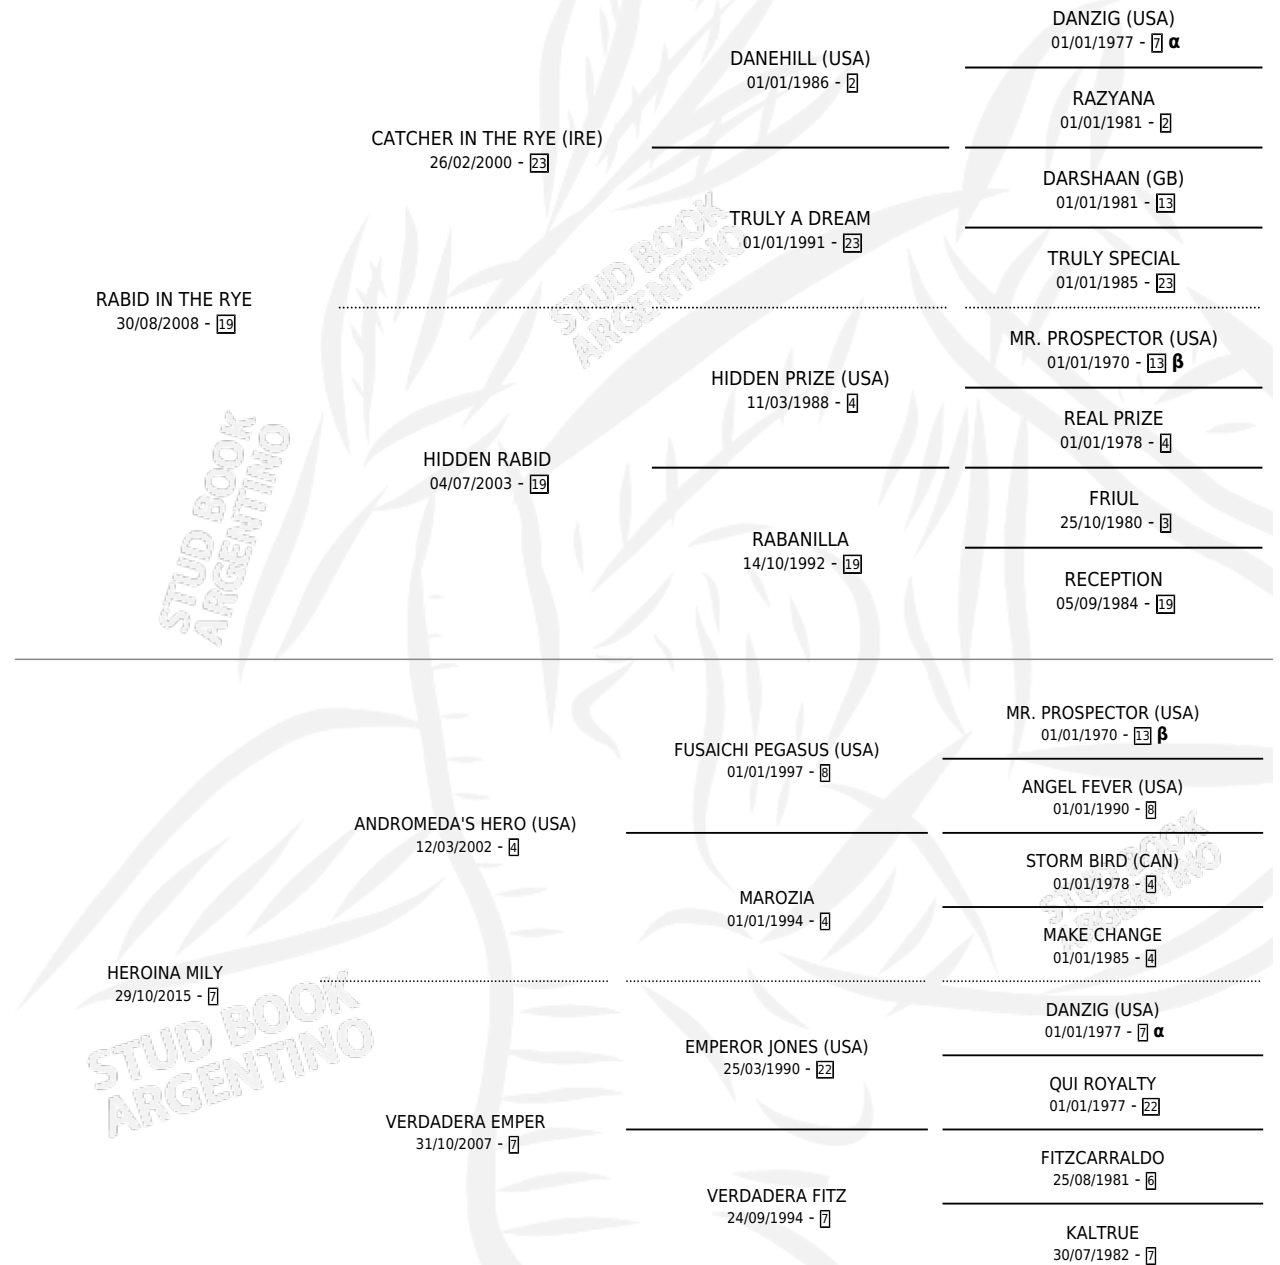 DANZIG (USA)
01/01/1977 - 7 α
DANEHILL (USA)
01/01/1986 - 2
RAZYANA
01/01/1981 - 2
CATCHER IN THE RYE (IRE)
26/02/2000 - 23
DARSHAAN (GB)
01/01/1981 - 13
TRULY A DREAM
01/01/1991 - 23
TRULY SPECIAL
01/01/1985 - 23
RABID IN THE RYE
30/08/2008 - 19
MR. PROSPECTOR (USA)
01/01/1970 - 13 β
HIDDEN PRIZE (USA)
11/03/1988 - 4
REAL PRIZE
01/01/1978 - 4
HIDDEN RABID
04/07/2003 - 19
FRIUL
25/10/1980 - 3
RABANILLA
14/10/1992 - 19
RECEPTION
05/09/1984 - 19
STUD BOOK
ARGENTINO
STUD BOOK
ARGENTINO
MR. PROSPECTOR (USA)
01/01/1970 - 13 β
FUSAICHI PEGASUS (USA)
01/01/1997 - 8
ANGEL FEVER (USA)
01/01/1990 - 8
ANDROMEDA'S HERO (USA)
12/03/2002 - 4
STORM BIRD (CAN)
01/01/1978 - 4
MAROZIA
01/01/1994 - 4
MAKE CHANGE
01/01/1985 - 4
HEROINA MILY
29/10/2015 - 7
DANZIG (USA)
01/01/1977 - 7 α
EMPEROR JONES (USA)
25/03/1990 - 22
QUI ROYALTY
01/01/1977 - 22
VERDADERA EMPER
31/10/2007 - 7
FITZCARRALDO
25/08/1981 - 6
VERDADERA FITZ
24/09/1994 - 7
KALTRUE
30/07/1982 - 7
STUD BOOK
ARGENTINO
STUD BOOK
ARGENTINO